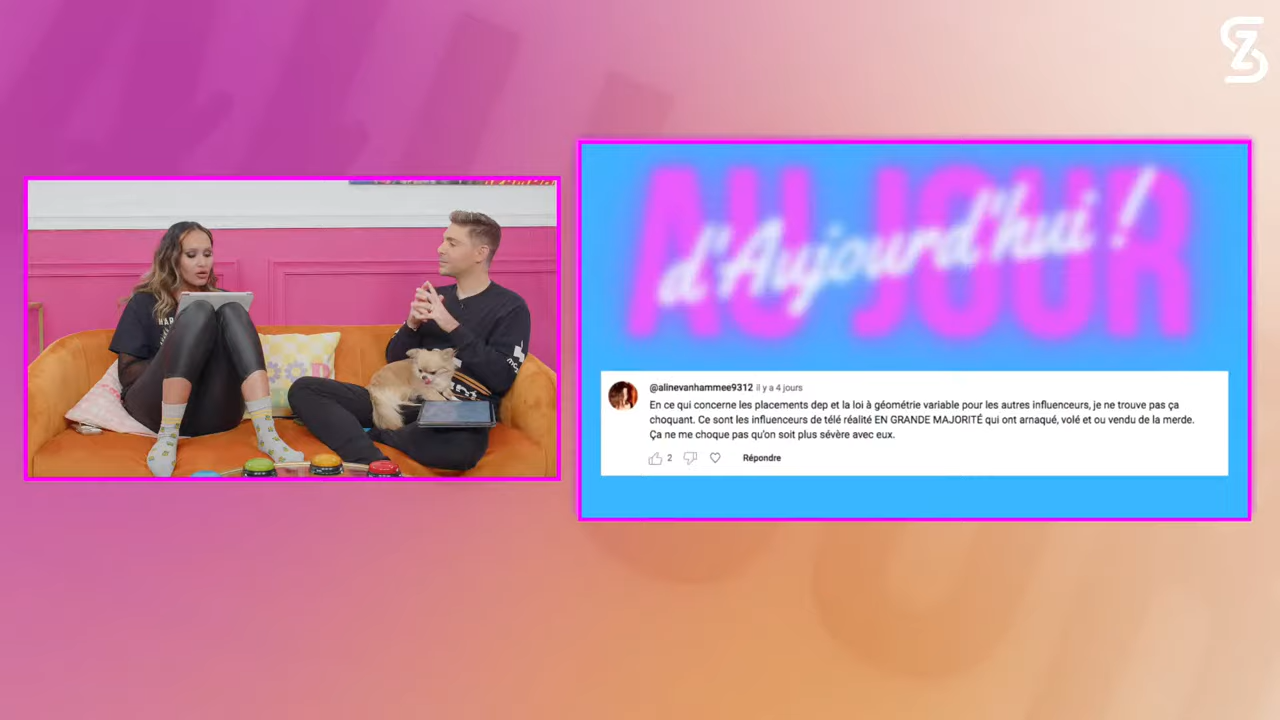 AU JOUR
d'Aujourd'hui !
@alinevanhammee9312 il y a 4 jours
En ce qui concerne les placements dep et la loi à géométrie variable pour les autres influenceurs, je ne trouve pas ça
choquant. Ce sont les influenceurs de télé réalité EN GRANDE MAJORITÉ qui ont arnaqué, volé et ou vendu de la merde.
Ça ne me choque pas qu'on soit plus sévère avec eux.
2
Répondre